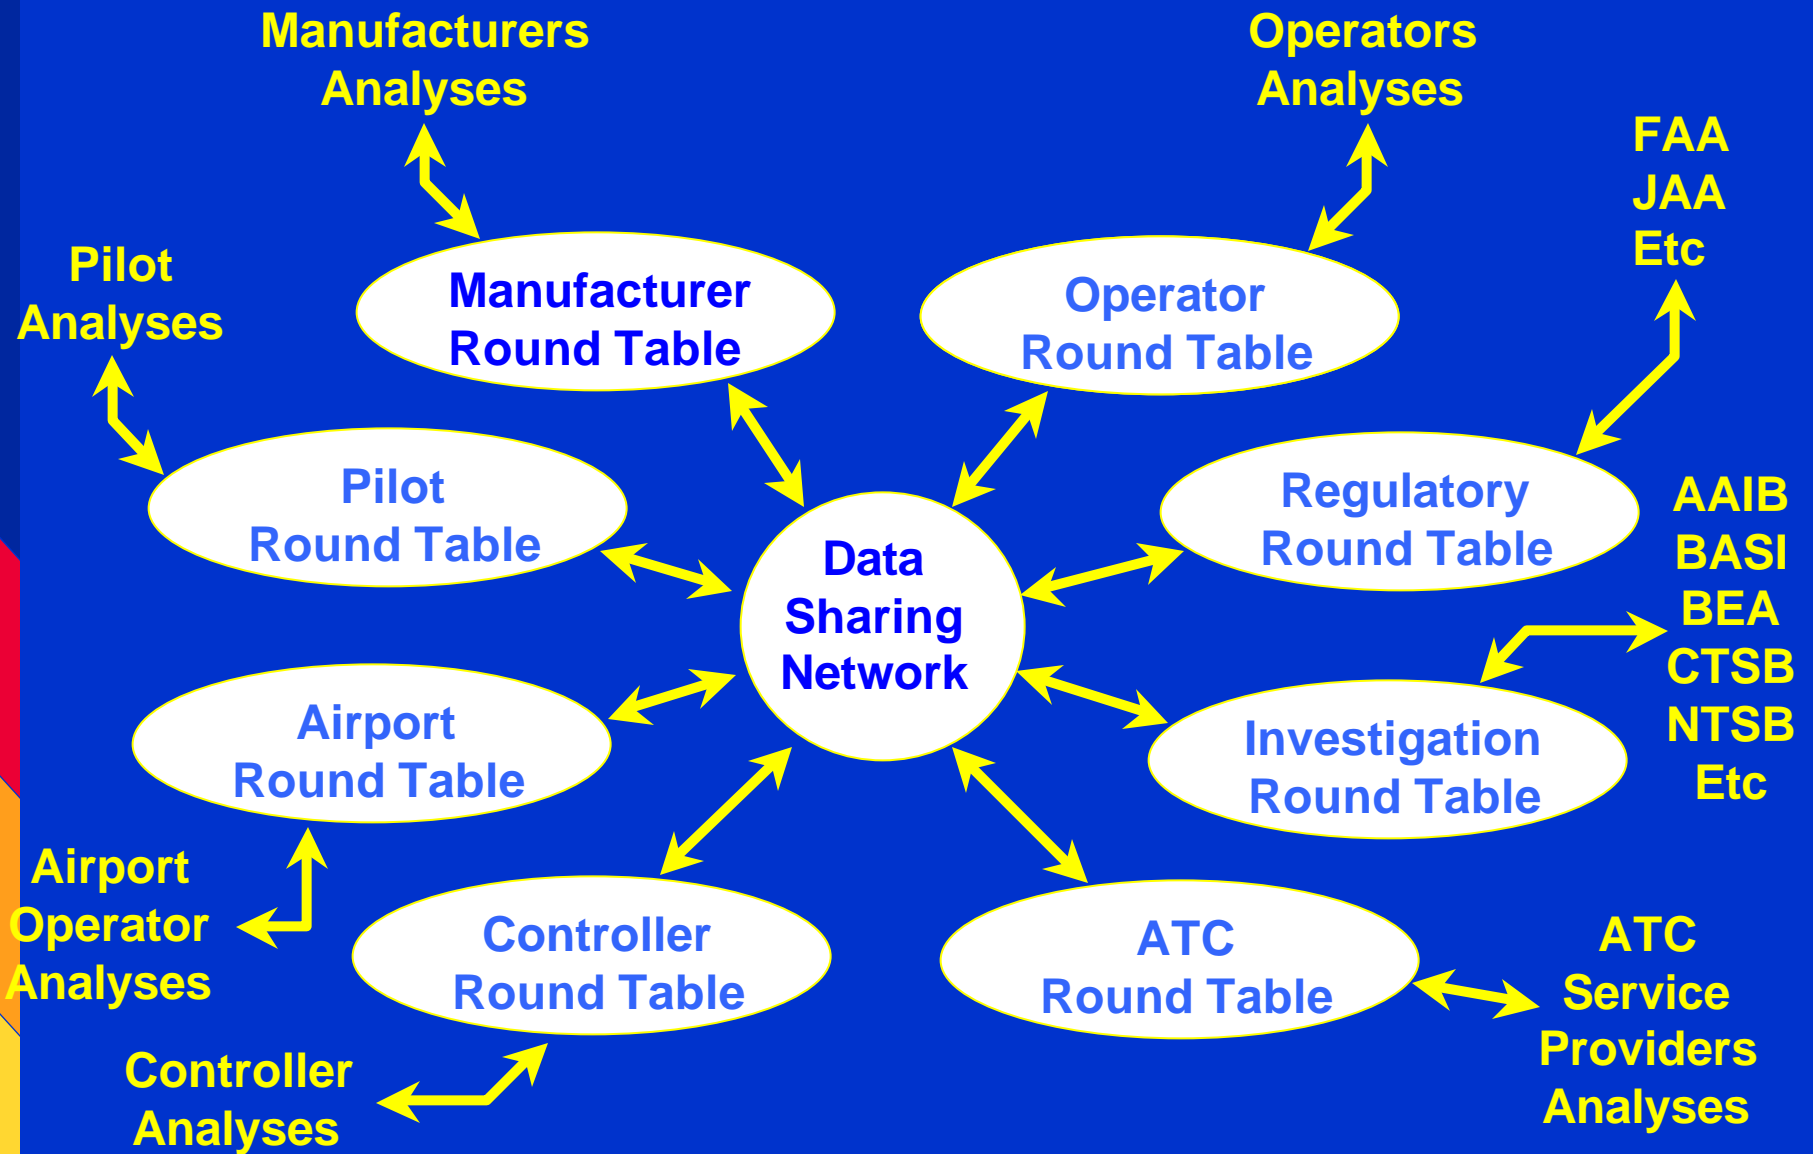 Manufacturers
Analyses
Operators
Analyses
FAA
JAA
Etc
Pilot
Analyses
Manufacturer
Round Table
Operator
Round Table
Pilot
Round Table
Regulatory
Round Table
AAIB
BASI
BEA
CTSB
NTSB
Etc
Data
Sharing
Network
Airport
Round Table
Investigation
Round Table
Airport
Operator
Analyses
Controller
Round Table
ATC
Round Table
ATC
Service
Providers
Analyses
Controller
Analyses